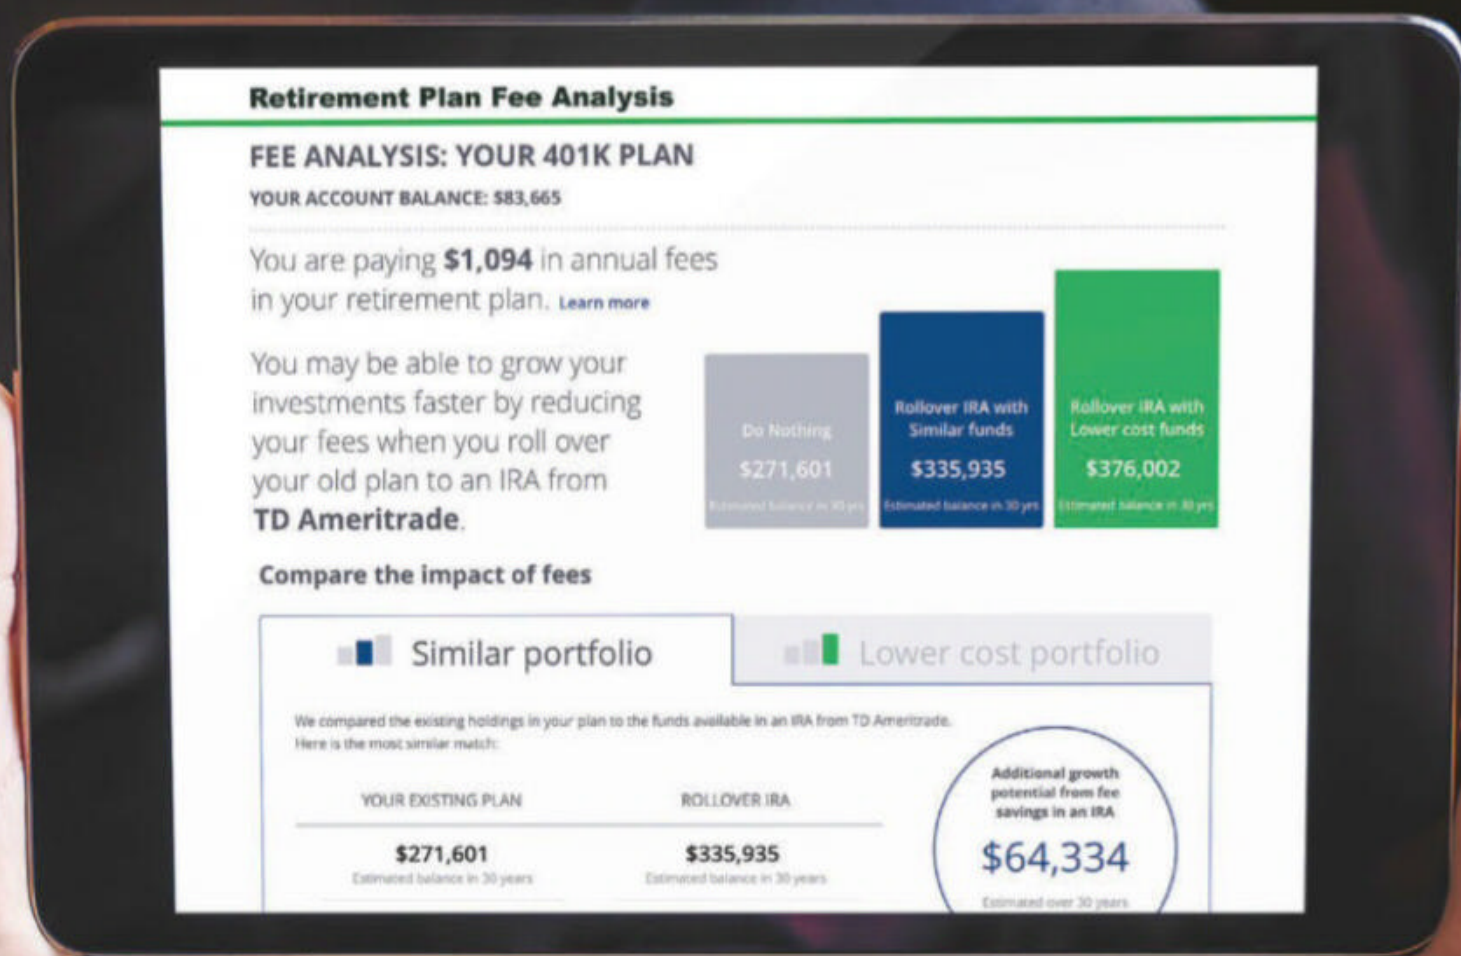 Retirement Plan Fee Analysis
FEE ANALYSIS: YOUR 401K PLAN
YOUR ACCOUNT BALANCE: $83,665
You are paying $1,094 in annual fees
in your retirement plan. Learn more
You may be able to grow your
investments faster by reducing
your fees when you roll over
your old plan to an IRA from
TD Ameritrade.
Do Nothing
$271,601
Estimated balance in 30 yrs
Rollover IRA with
Similar funds
$335,935
Estimated balance in 30 yrs
Rollover IRA with
Lower cost funds
$376,002
Estimated balance in 30 yrs
Compare the impact of fees
Similar portfolio
Lower cost portfolio
We compared the existing holdings in your plan to the funds available in an IRA from TD Ameritrade.
Here is the most similar match:
YOUR EXISTING PLAN
ROLLOVER IRA
$271,601
$335,935
Estimated balance in 30 years
Estimated balance in 30 years
Additional growth
potential from fee
savings in an IRA
$64,334
Estimated over 30 years